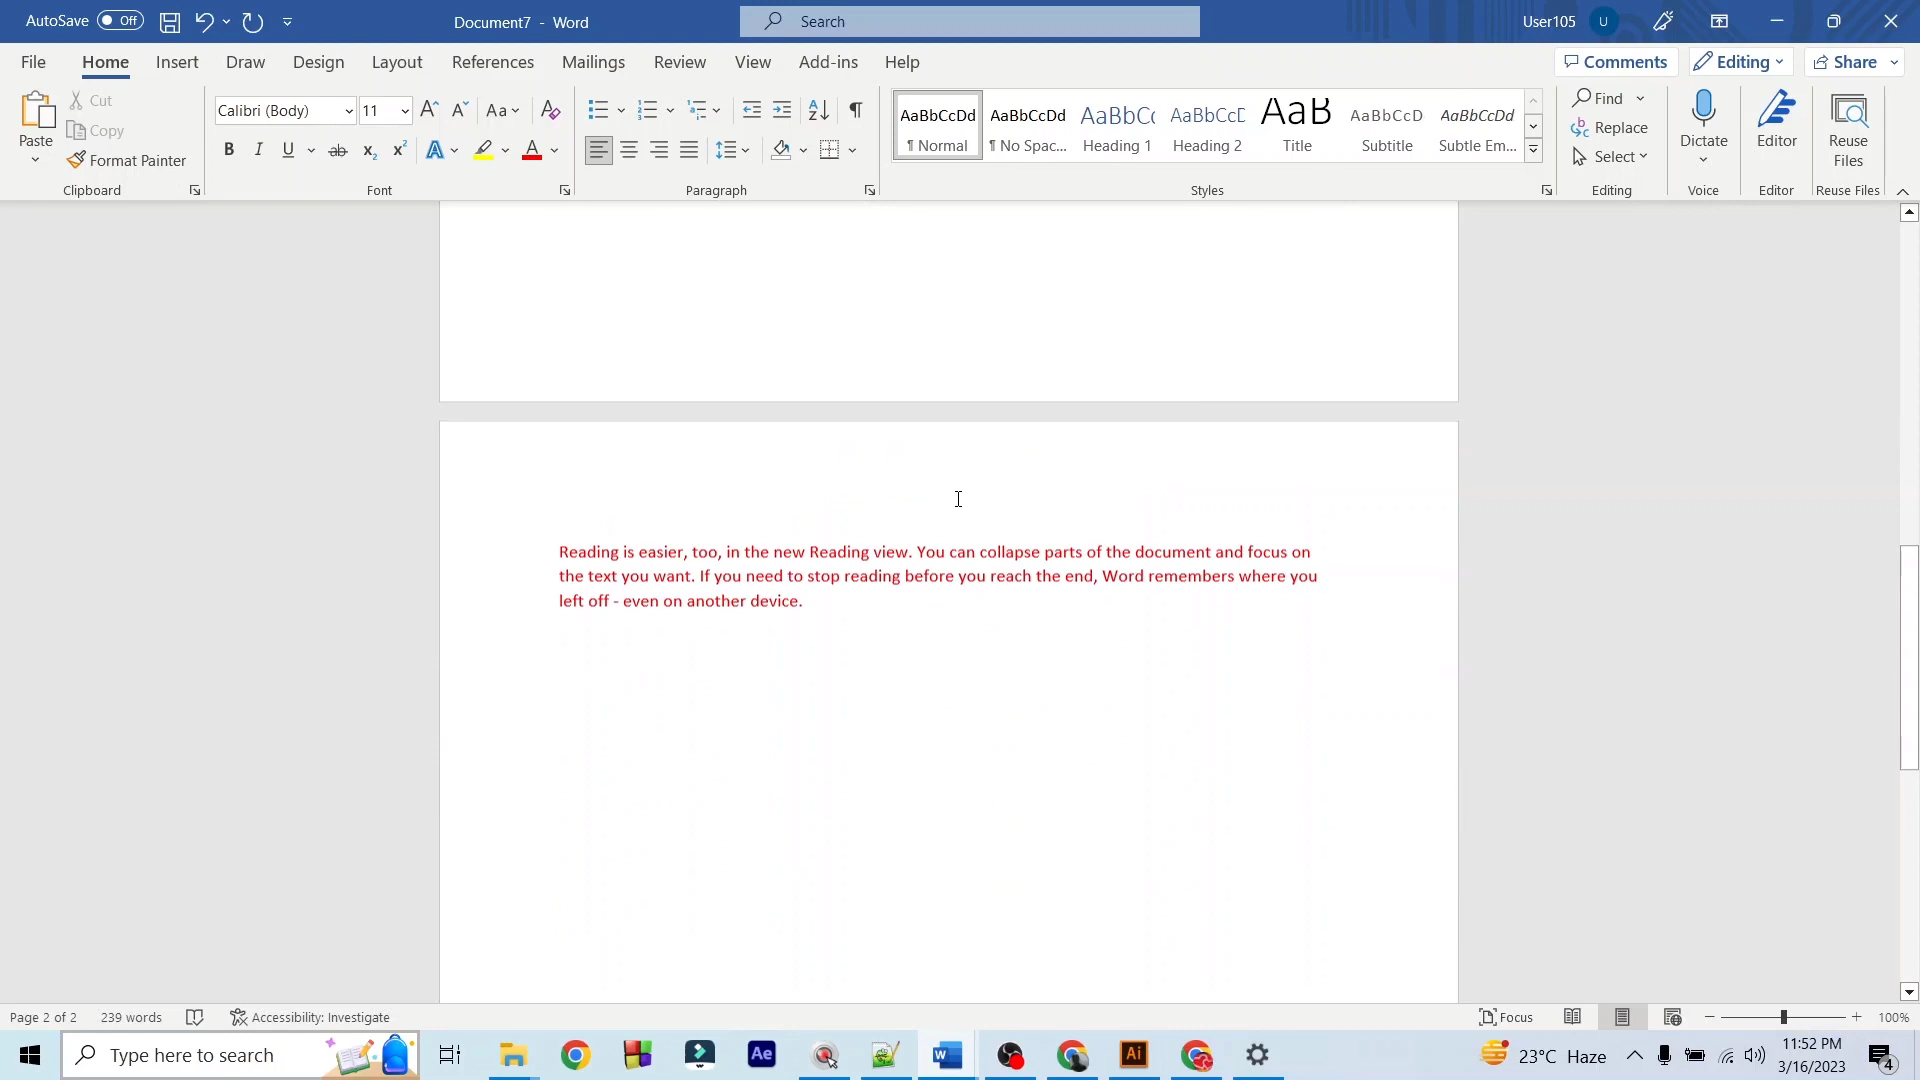 AutoSave Off
Document7 - Word
Search
User105
U
File Home Insert Draw Design Layout References Mailings Review View Add-ins Help
Comments Editing Share
Paste
Cut
Copy
Format Painter
Clipboard
Calibri (Body) 11
Font
Paragraph
AaBbCcDd AaBbCcDd AaBbCc AaBbCcD AaB AaBbCcD AaBbCcDd
¶ Normal ¶ No Spac... Heading 1 Heading 2 Title Subtitle Subtle Em...
Styles
Find
Replace
Select
Editing
Dictate
Voice
Editor
Editor
Reuse
Files
Reuse Files
Reading is easier, too, in the new Reading view. You can collapse parts of the document and focus on
the text you want. If you need to stop reading before you reach the end, Word remembers where you
left off - even on another device.
Page 2 of 2 239 words Accessibility: Investigate
Focus
100%
Type here to search
Ae
Ai
23°C Haze
11:52 PM
3/16/2023
4